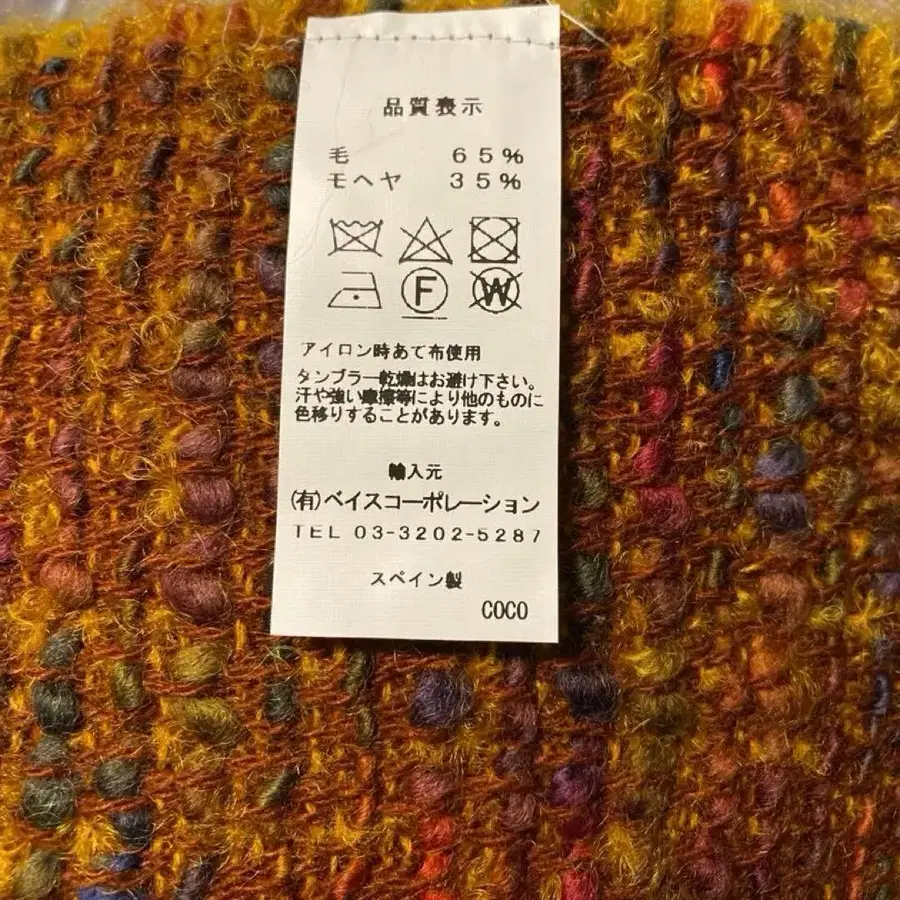 品質表示
毛 65%
モヘヤ 35%
F
W
アイロン時あて布使用
タンブラー乾燥はお避け下さい。
汗や強い摩擦等により他のものに
色移りすることがあります。
輸入元
(有)ベイスコーポレーション
TEL 03-3202-5287
スペイン製
COCO